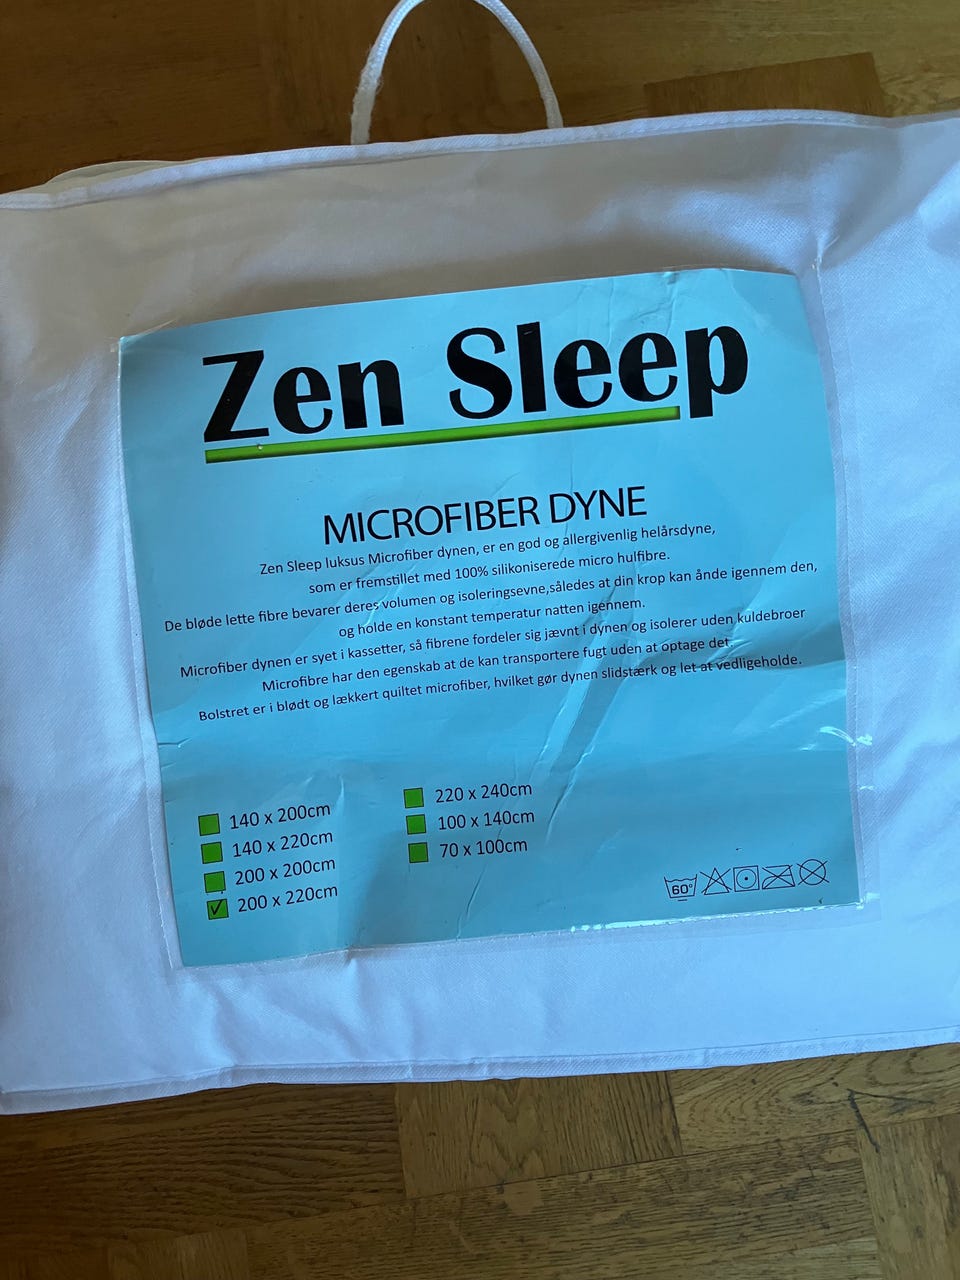 Zen Sleep
MICROFIBER DYNE
Zen Sleep luksus Microfiber dynen, er en god og allergivenlig helårsdyne,
som er fremstillet med 100% silikoniserede micro hulfibre.
De bløde lette fibre bevarer deres volumen og isoleringsevne,således at din krop kan ånde igennem den,
og holde en konstant temperatur natten igennem.
Microfiber dynen er syet i kassetter, så fibrene fordeler sig jævnt i dynen og isolerer uden kuldebroer
Microfibre har den egenskab at de kan transportere fugt uden at optage det.
Bolstret er i blødt og lækkert quiltet microfiber, hvilket gør dynen slidstærk og let at vedligeholde.
140 x 200cm
140 x 220cm
200 x 200cm
200 x 220cm
220 x 240cm
100 x 140cm
70 x 100cm
60°